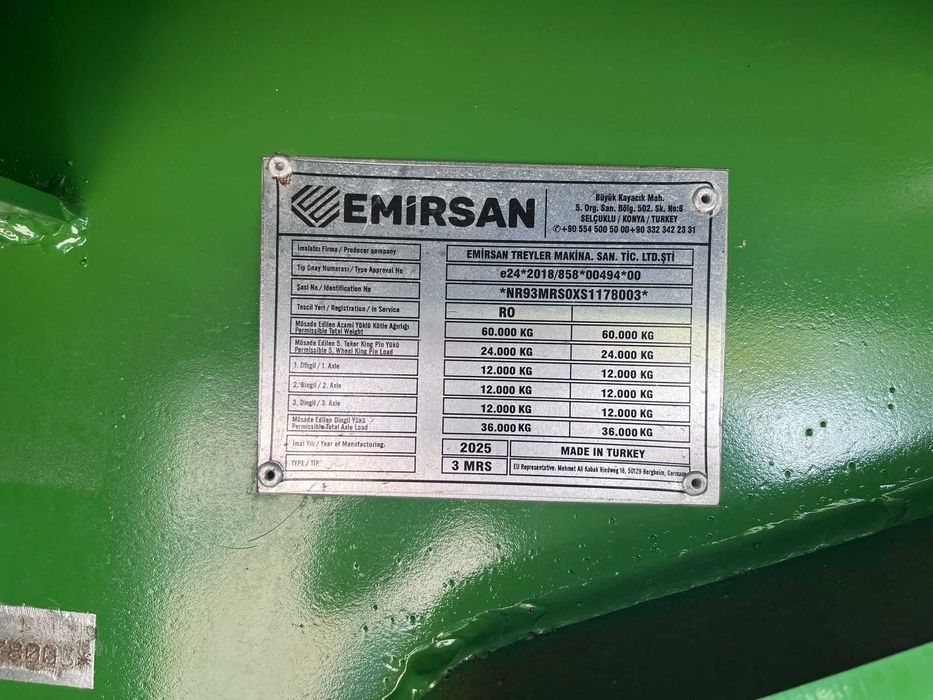 EMİRSAN
Büyük Kayacık Mah.
5. Org. San. Bölg. 502. Sk. No:8
SELÇUKLU / KONYA / TURKEY
✆+90 554 500 50 00+90 332 342 23 31
İmalatcı Firma / Producer company
EMİRSAN TREYLER MAKİNA. SAN. TİC. LTD.ŞTİ
Tip Onay Numarası / Type Approval No
e24*2018/858*00494*00
Şasi No / Identification No
*NR93MRS0XS1178003*
Tescil Yeri / Registration / in Service
RO
Müsade Edilen Azami Yüklü Kütle Ağırlığı
Permissible Total Weight
60.000 KG 60.000 KG
Müsade Edilen 5. Teker King Pin Yükü
Permissible 5. Wheel King Pin Load
24.000 KG 24.000 KG
1. Dingil / 1. Axle
12.000 KG 12.000 KG
2. Dingil / 2. Axle
12.000 KG 12.000 KG
3. Dingil / 3. Axle
12.000 KG 12.000 KG
Müsade Edilen Dingil Yükü
Permissible Total Axle Load
36.000 KG 36.000 KG
İmal Yılı / Year of Manufacturing
2025 MADE IN TURKEY
TYPE / TİP
3 MRS EU Representative: Mehmet Ali Kabak Riedweg 18, 50129 Bergheim, Germany